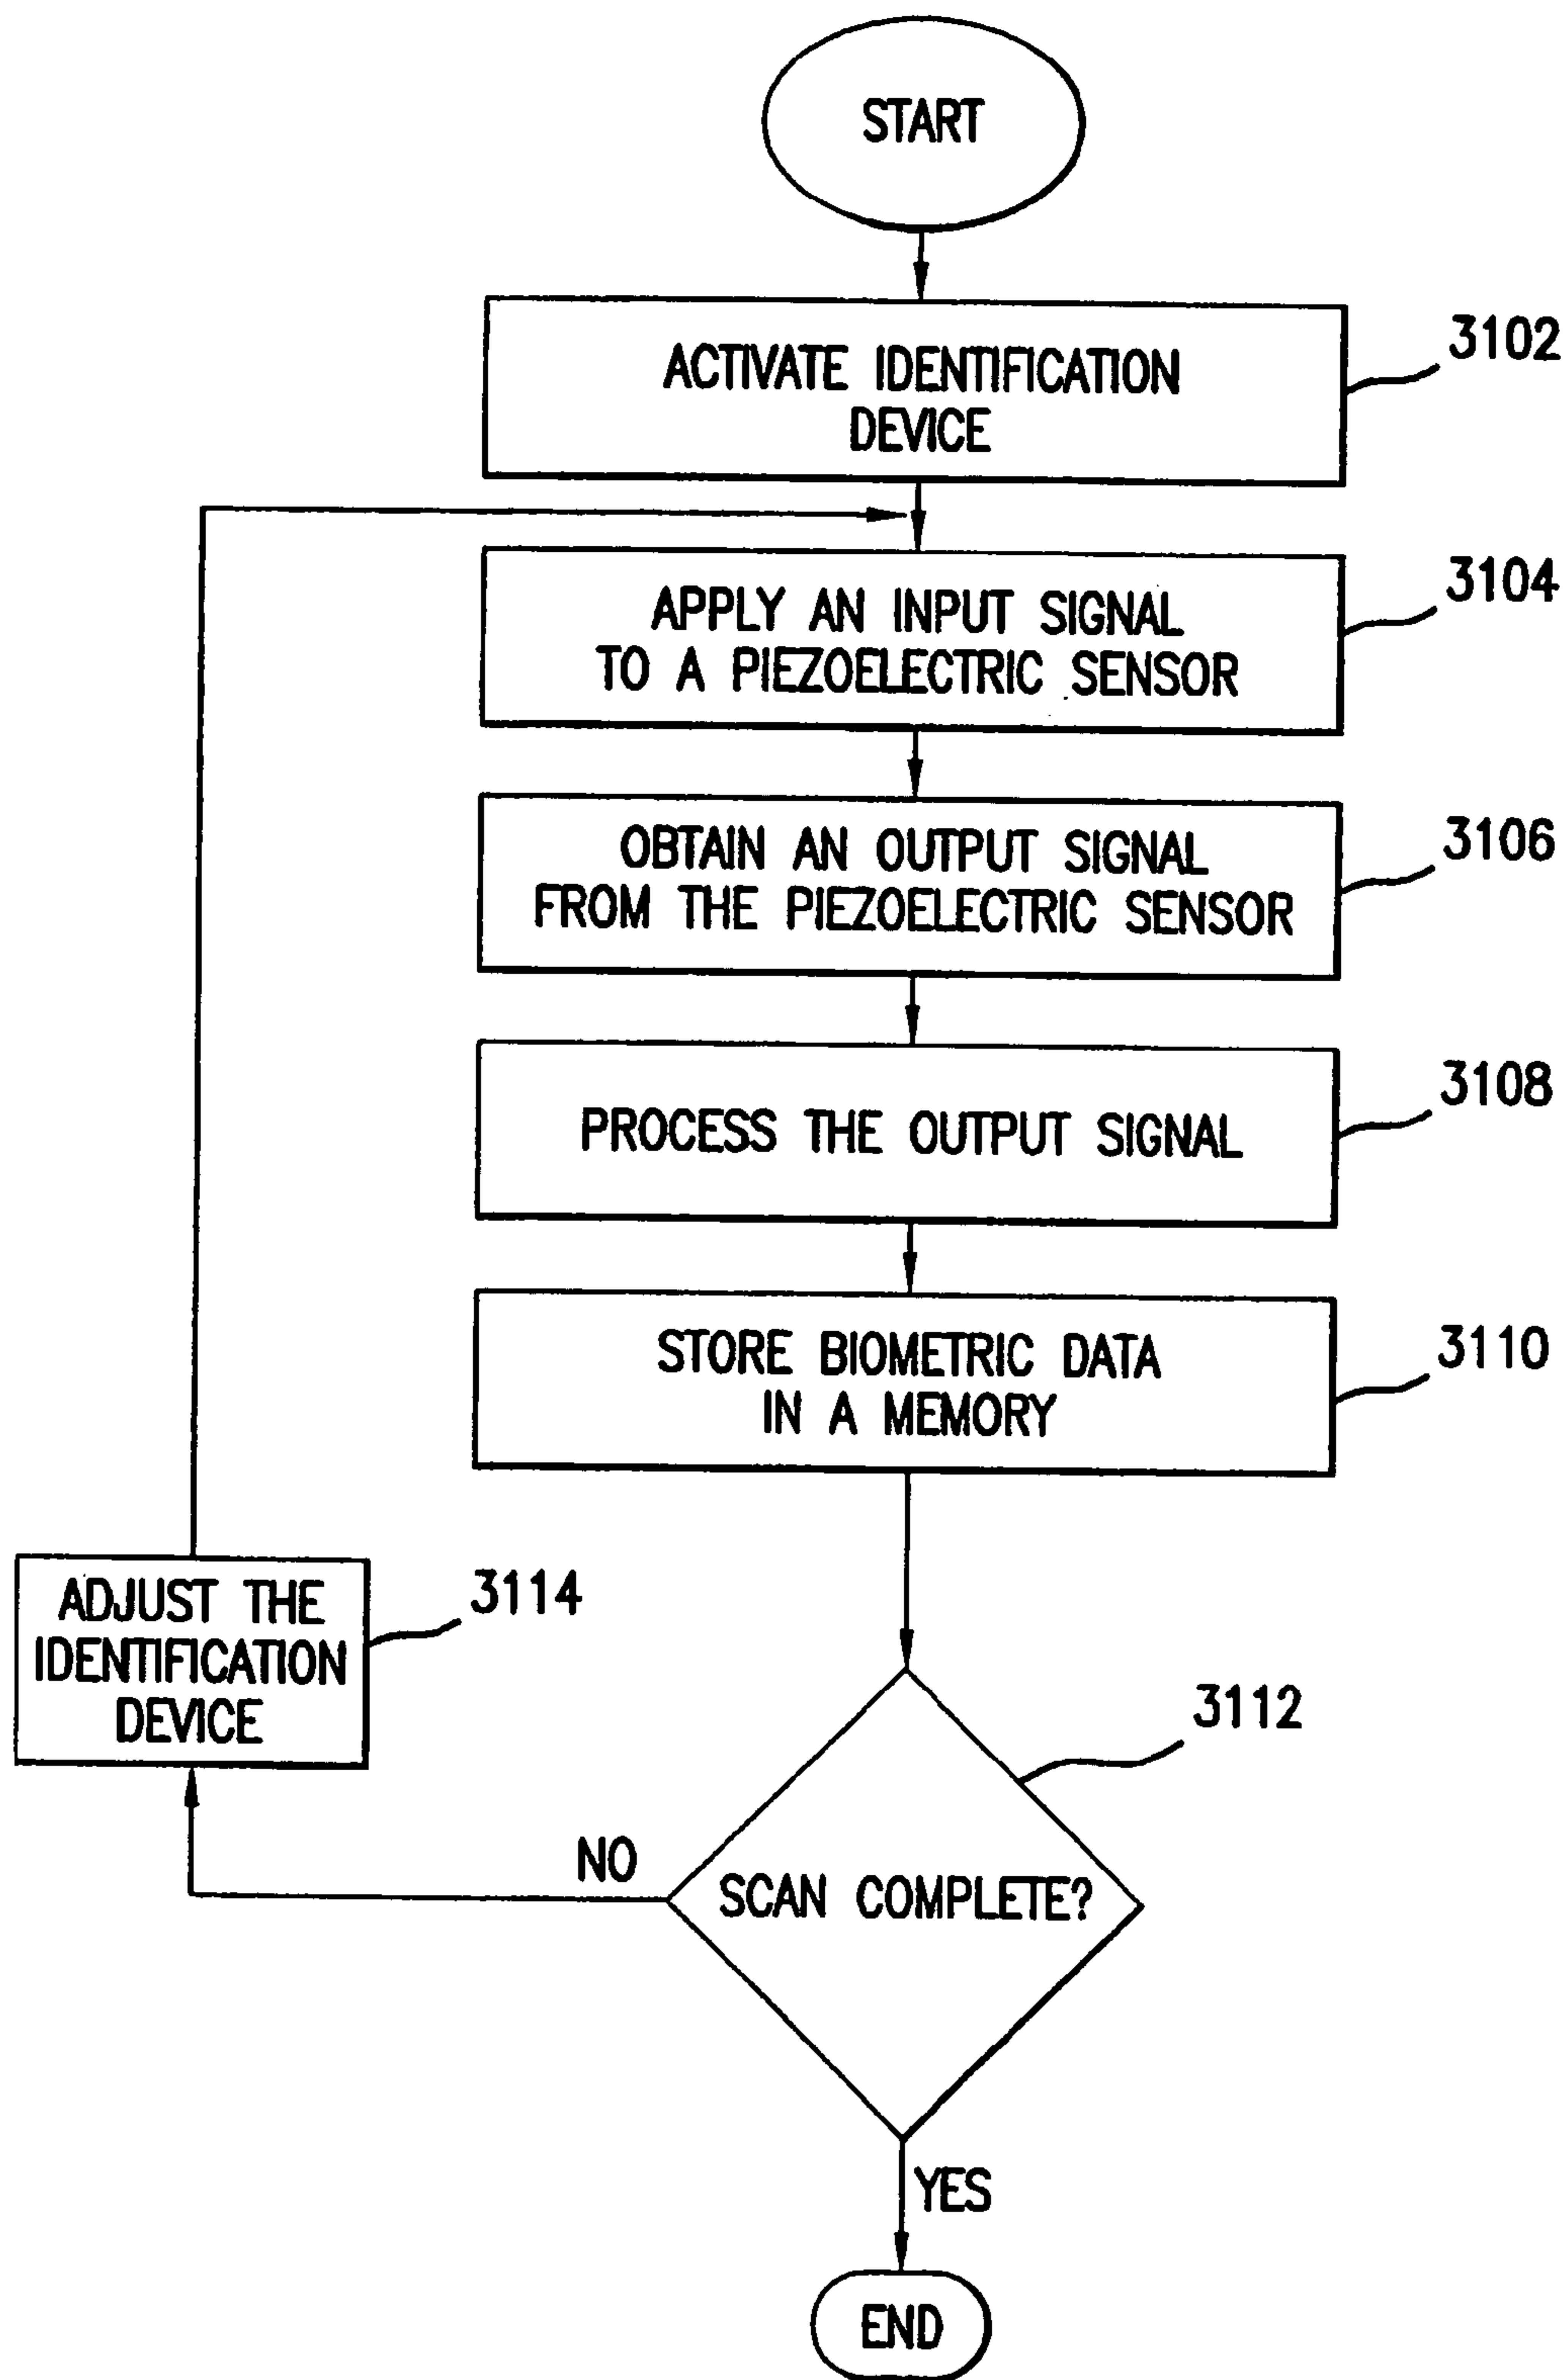 START
ACTIVATE IDENTIFICATION
DEVICE
3102
APPLY AN INPUT SIGNAL
TO A PIEZOELECTRIC SENSOR
3104
OBTAIN AN OUTPUT SIGNAL
FROM THE PIEZOELECTRIC SENSOR
3106
PROCESS THE OUTPUT SIGNAL
3108
STORE BIOMETRIC DATA
IN A MEMORY
3110
ADJUST THE
IDENTIFICATION
DEVICE
3114
3112
NO
SCAN COMPLETE?
YES
END